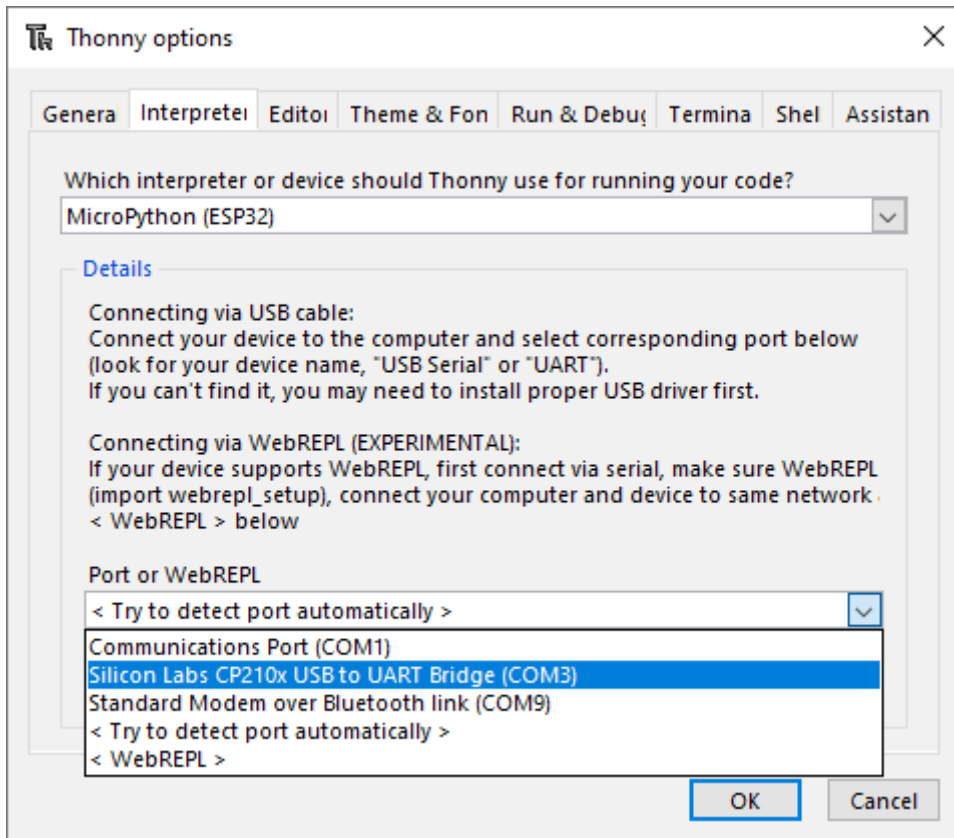 Thonny options
Genera Interpreter Editor Theme & Fon Run & Debug Termina Shel Assistan
Which interpreter or device should Thonny use for running your code?
MicroPython (ESP32)
Details
Connecting via USB cable:
Connect your device to the computer and select corresponding port below
(look for your device name, "USB Serial" or "UART").
If you can't find it, you may need to install proper USB driver first.
Connecting via WebREPL (EXPERIMENTAL):
If your device supports WebREPL, first connect via serial, make sure WebREPL
(import webrepl_setup), connect your computer and device to same network
< WebREPL > below
Port or WebREPL
< Try to detect port automatically >
Communications Port (COM1)
Silicon Labs CP210x USB to UART Bridge (COM3)
Standard Modem over Bluetooth link (COM9)
< Try to detect port automatically >
< WebREPL >
OK Cancel